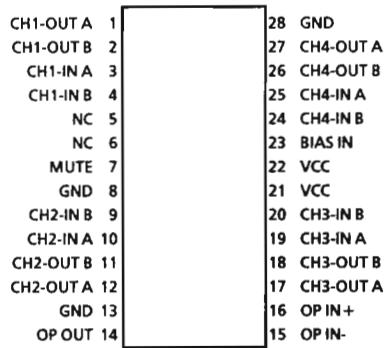 CH1-OUT A 1 28 GND
CH1-OUT B 2 27 CH4-OUT A
CH1-IN A 3 26 CH4-OUT B
CH1-IN B 4 25 CH4-IN A
NC 5 24 CH4-IN B
NC 6 23 BIAS IN
MUTE 7 22 VCC
GND 8 21 VCC
CH2-IN B 9 20 CH3-IN B
CH2-IN A 10 19 CH3-IN A
CH2-OUT B 11 18 CH3-OUT B
CH2-OUT A 12 17 CH3-OUT A
GND 13 16 OP IN+
OP OUT 14 15 OP IN-